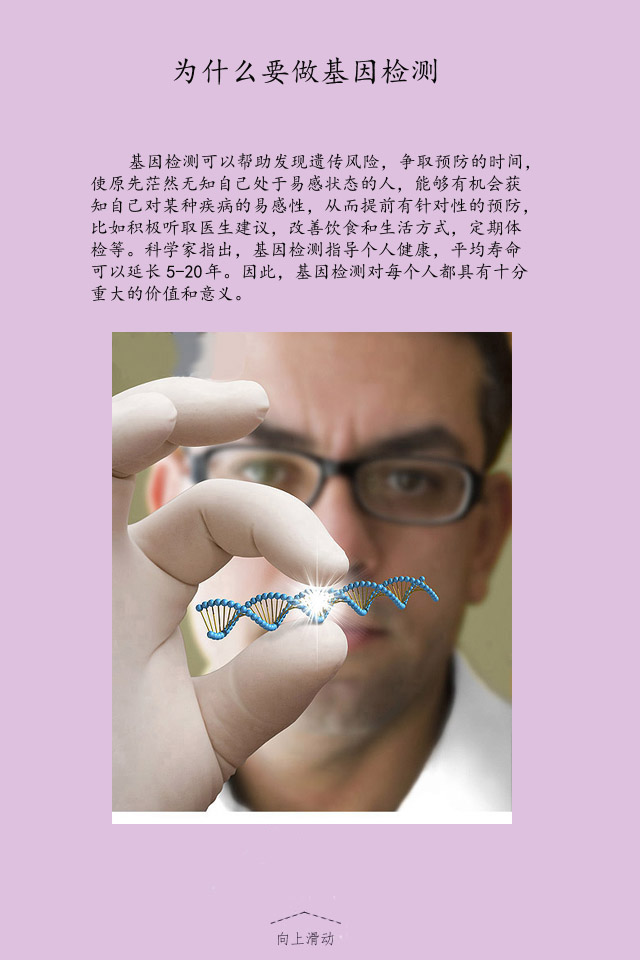 为什么要做基因检测
基因检测可以帮助发现遗传风险，争取预防的时间，
使原先茫然无知自己处于易感状态的人，能够有机会获
知自己对某种疾病的易感性，从而提前有针对性的预防，
比如积极听取医生建议，改善饮食和生活方式，定期体
检等。科学家指出，基因检测指导个人健康，平均寿命
可以延长5-20年。因此，基因检测对每个人都具有十分
重大的价值和意义。
向上滑动